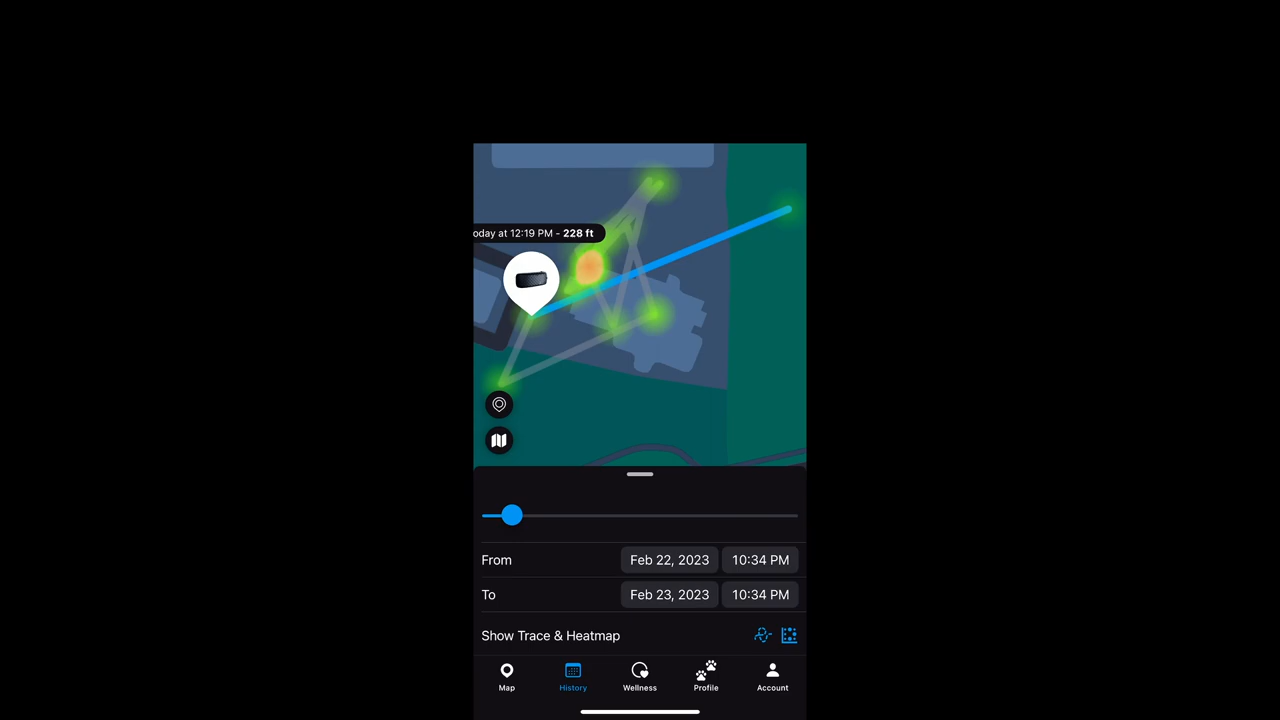 oday at 12:19 PM - 228 ft
From Feb 22, 2023 10:34 PM
To Feb 23, 2023 10:34 PM
Show Trace & Heatmap
Map History Wellness Profile Account